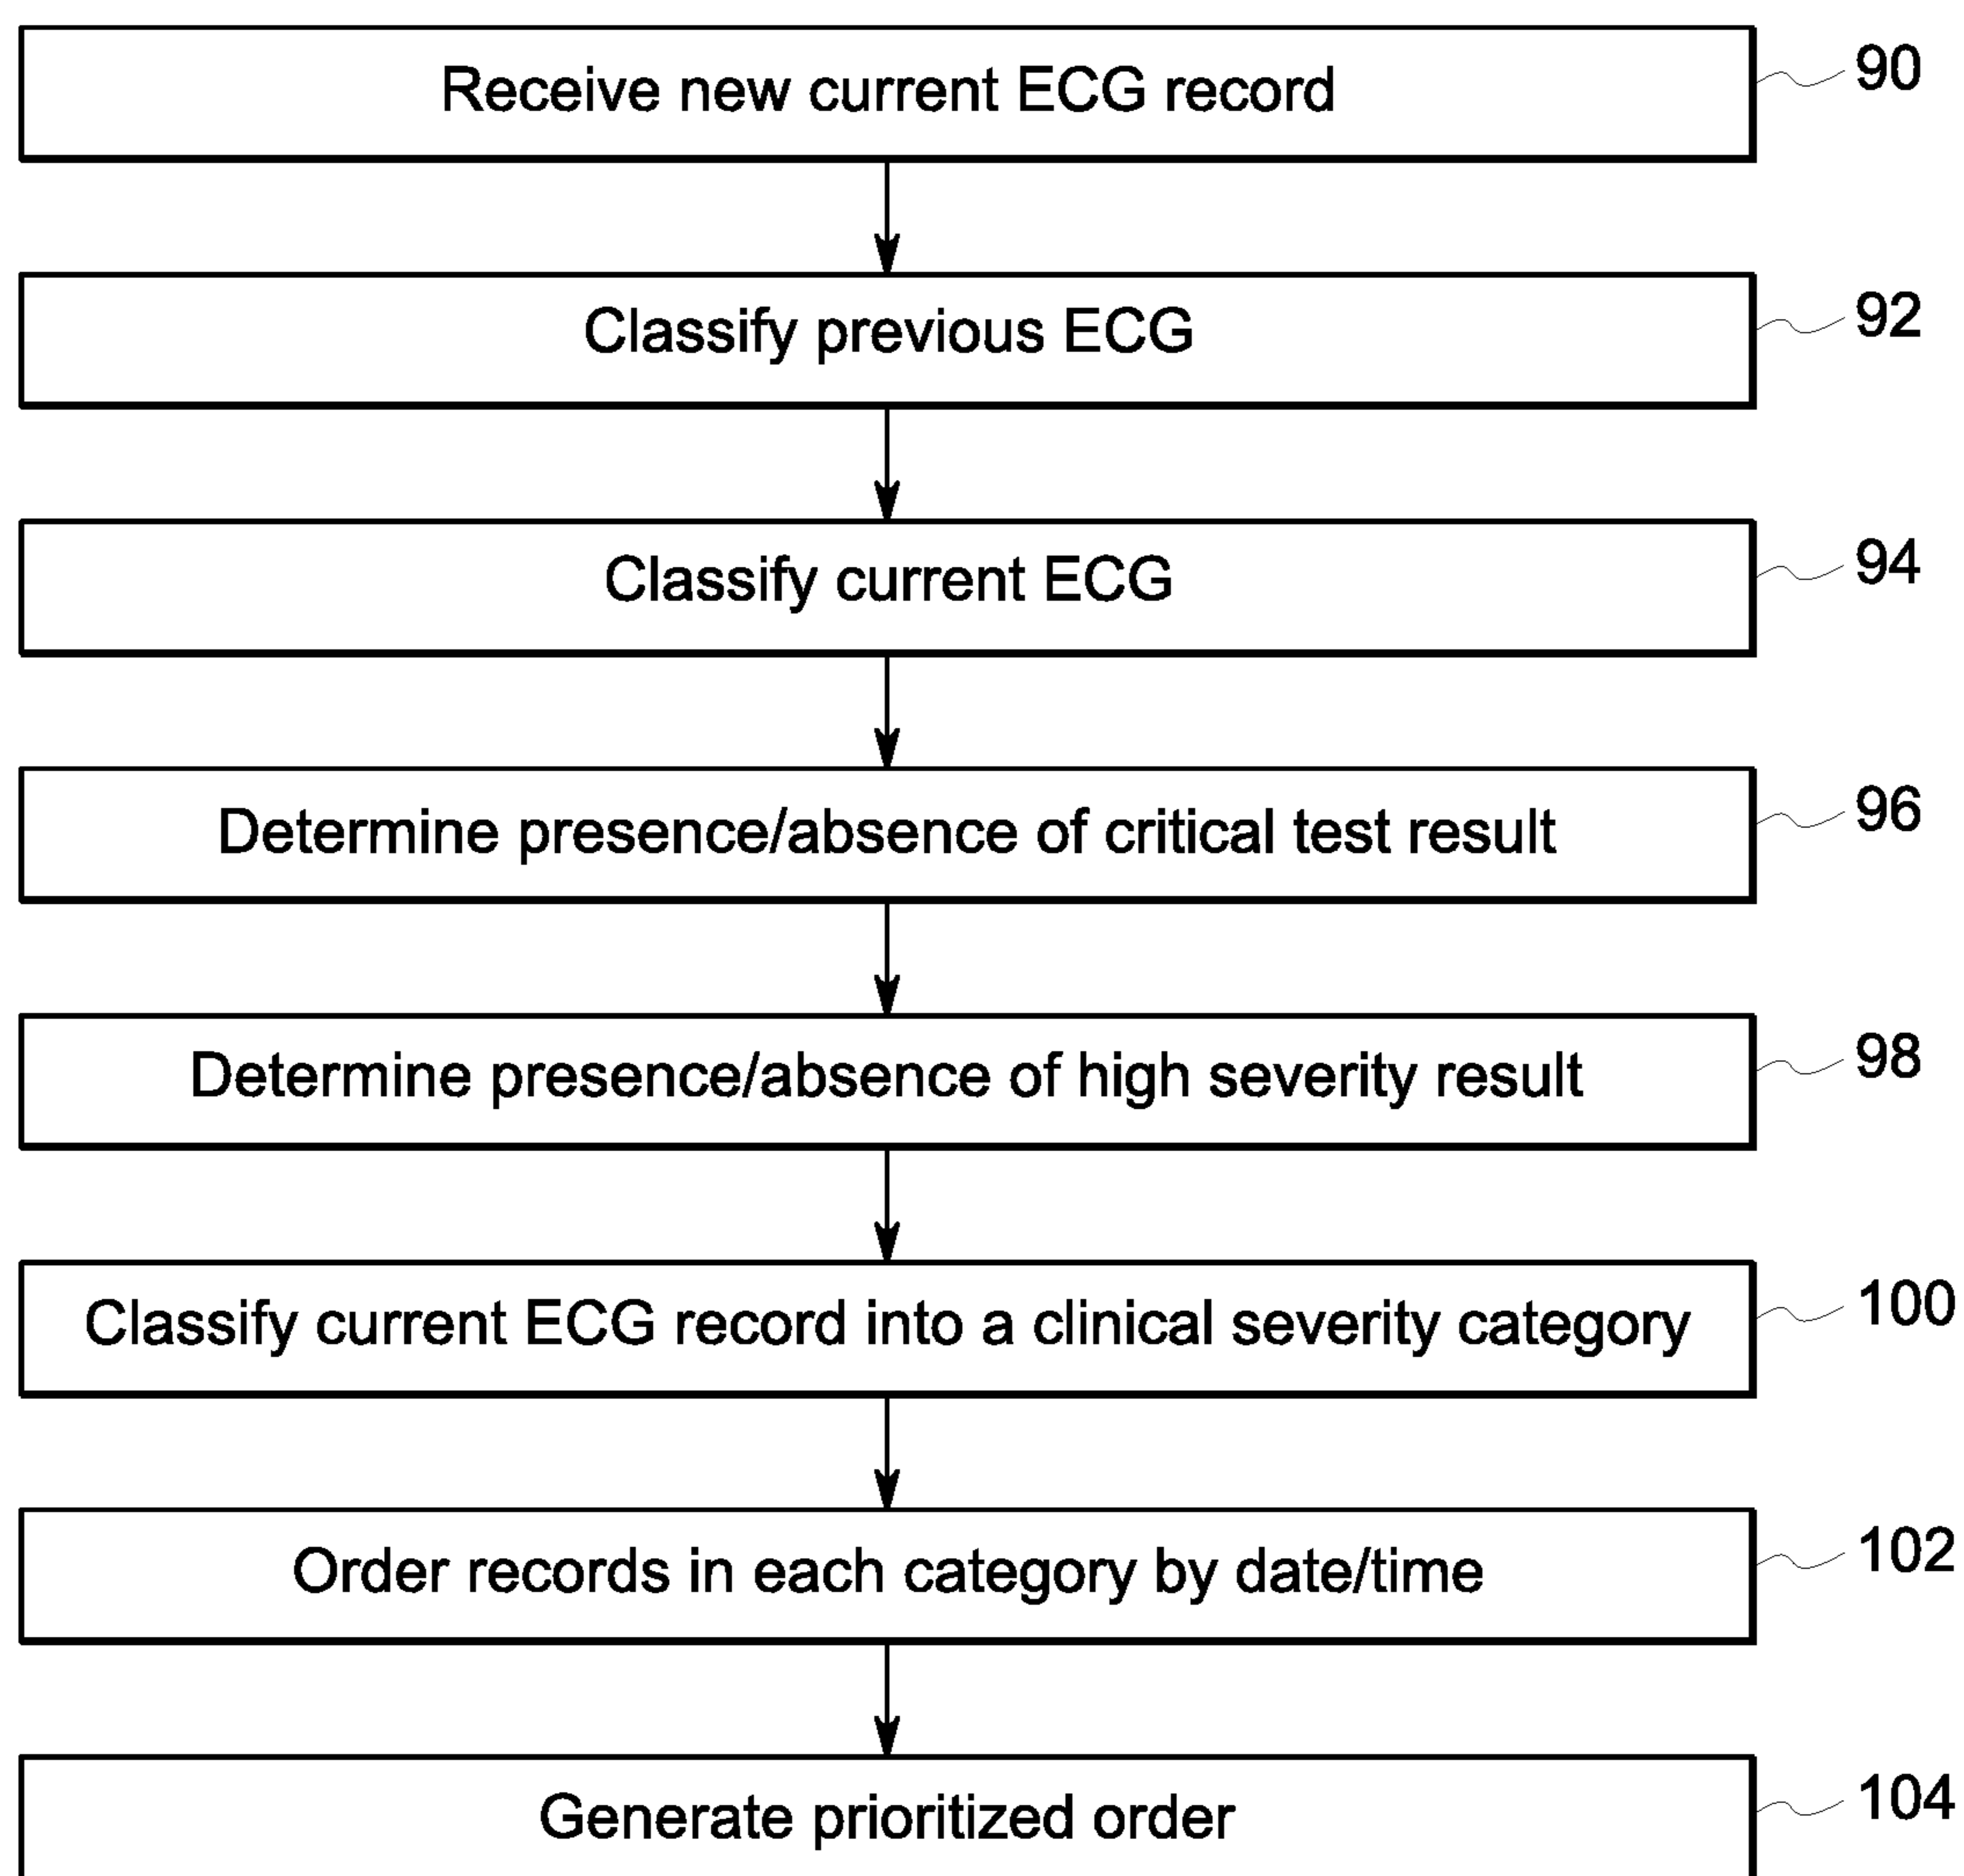 Receive new current ECG record 90
Classify previous ECG 92
Classify current ECG 94
Determine presence/absence of critical test result 96
Determine presence/absence of high severity result 98
Classify current ECG record into a clinical severity category 100
Order records in each category by date/time 102
Generate prioritized order 104